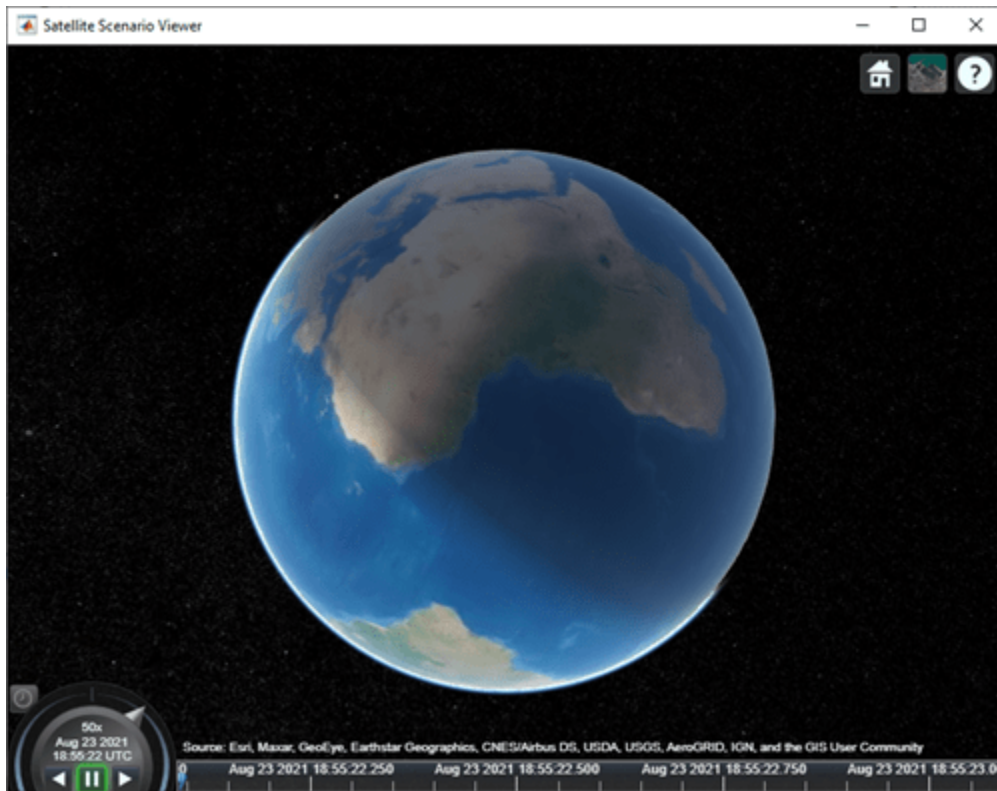 Satellite Scenario Viewer
?
50x
Aug 23 2021
18:55:22 UTC
Source: Esri, Maxar, GeoEye, Earthstar Geographics, CNES/Airbus DS, USDA, USGS, AeroGRID, IGN, and the GIS User Community
0 Aug 23 2021 18:55:22.250 Aug 23 2021 18:55:22.500 Aug 23 2021 18:55:22.750 Aug 23 2021 18:55:23.0